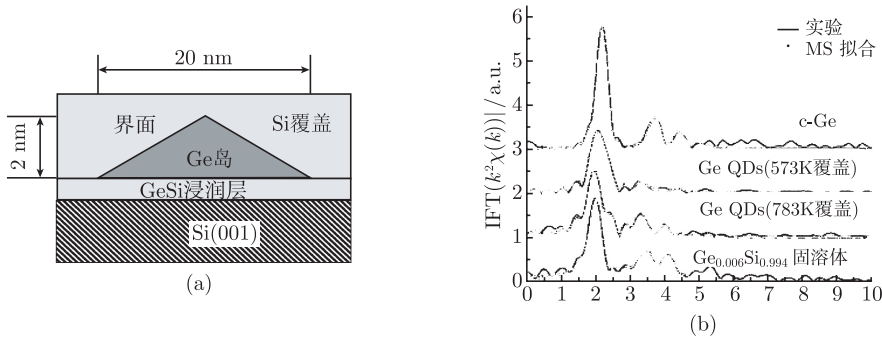 20 nm
界面
Si覆盖
2 nm
Ge岛
GeSi浸润层
Si(001)
(a)
|FT(k²χ(k))| / a.u.
6
5
4
3
2
1
0
实验
MS 拟合
c-Ge
Ge QDs(573K覆盖)
Ge QDs(783K覆盖)
Ge₀.₀₀₆Si₀.₉₉₄ 固溶体
0 1 2 3 4 5 6 7 8 9 10
(b)